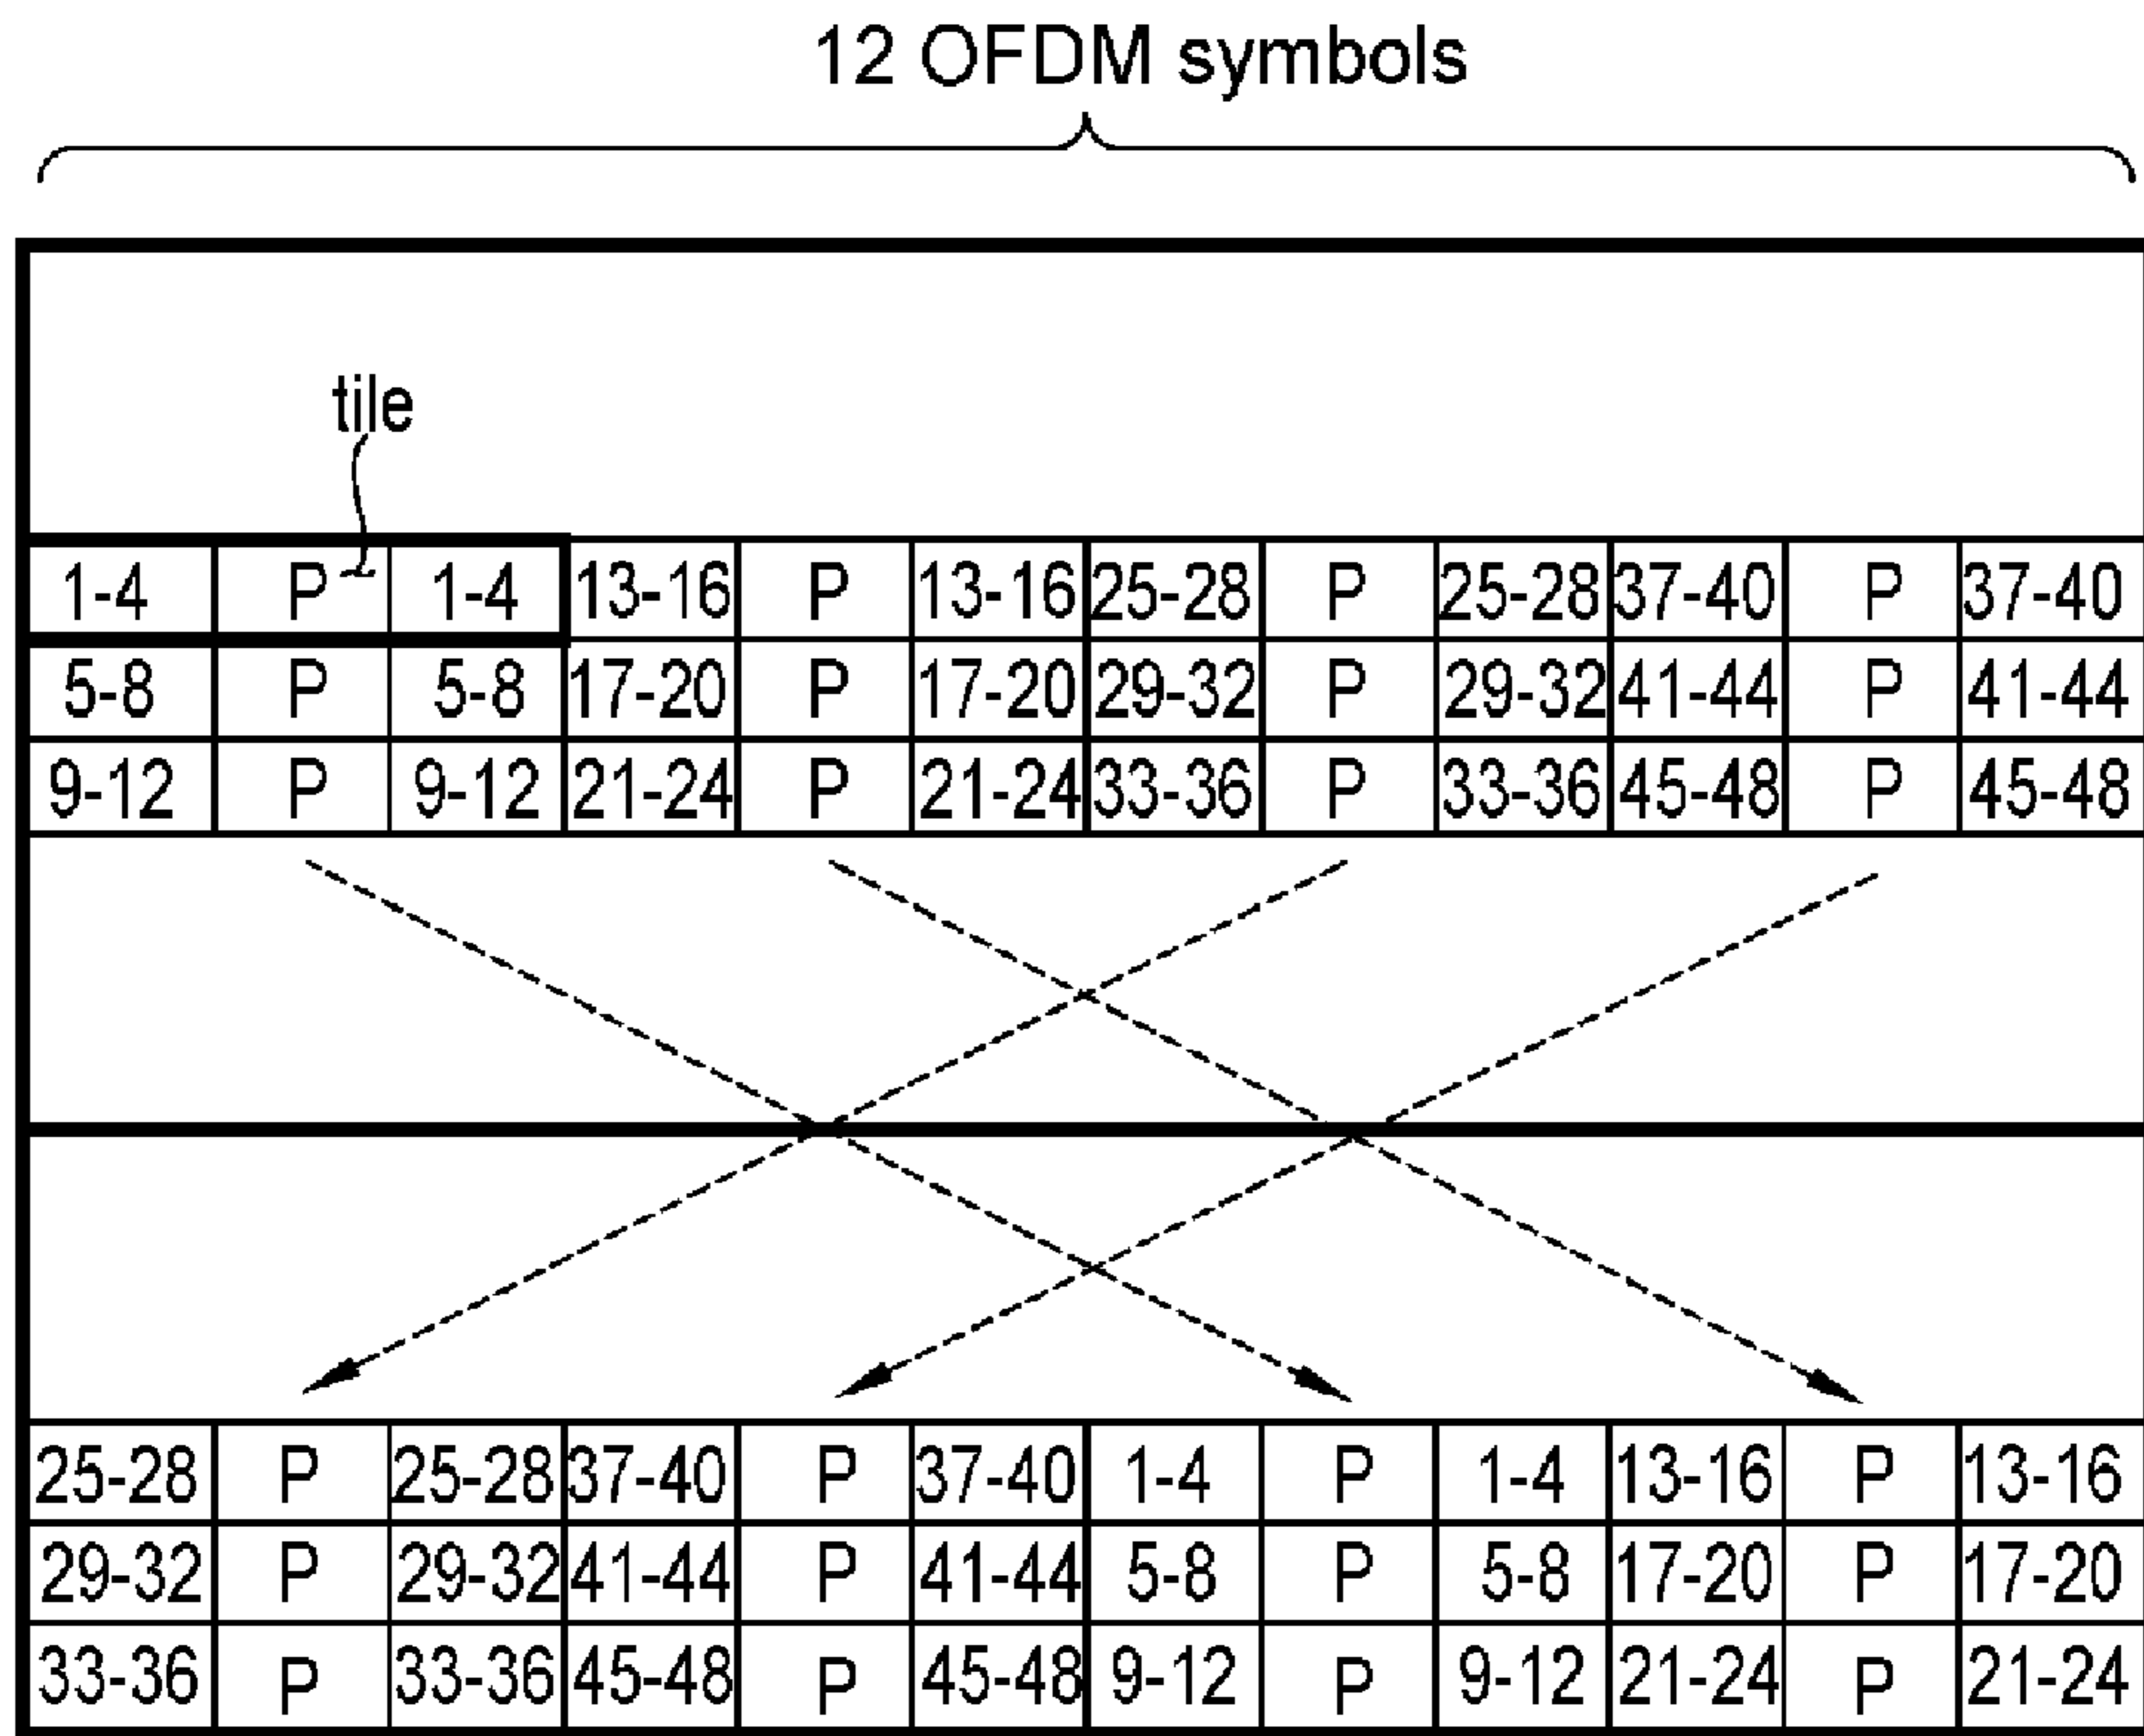 12 OFDM symbols
tile
1-4 P 1-4 13-16 P 13-16 25-28 P 25-28 37-40 P 37-40
5-8 P 5-8 17-20 P 17-20 29-32 P 29-32 41-44 P 41-44
9-12 P 9-12 21-24 P 21-24 33-36 P 33-36 45-48 P 45-48
25-28 P 25-28 37-40 P 37-40 1-4 P 1-4 13-16 P 13-16
29-32 P 29-32 41-44 P 41-44 5-8 P 5-8 17-20 P 17-20
33-36 P 33-36 45-48 P 45-48 9-12 P 9-12 21-24 P 21-24